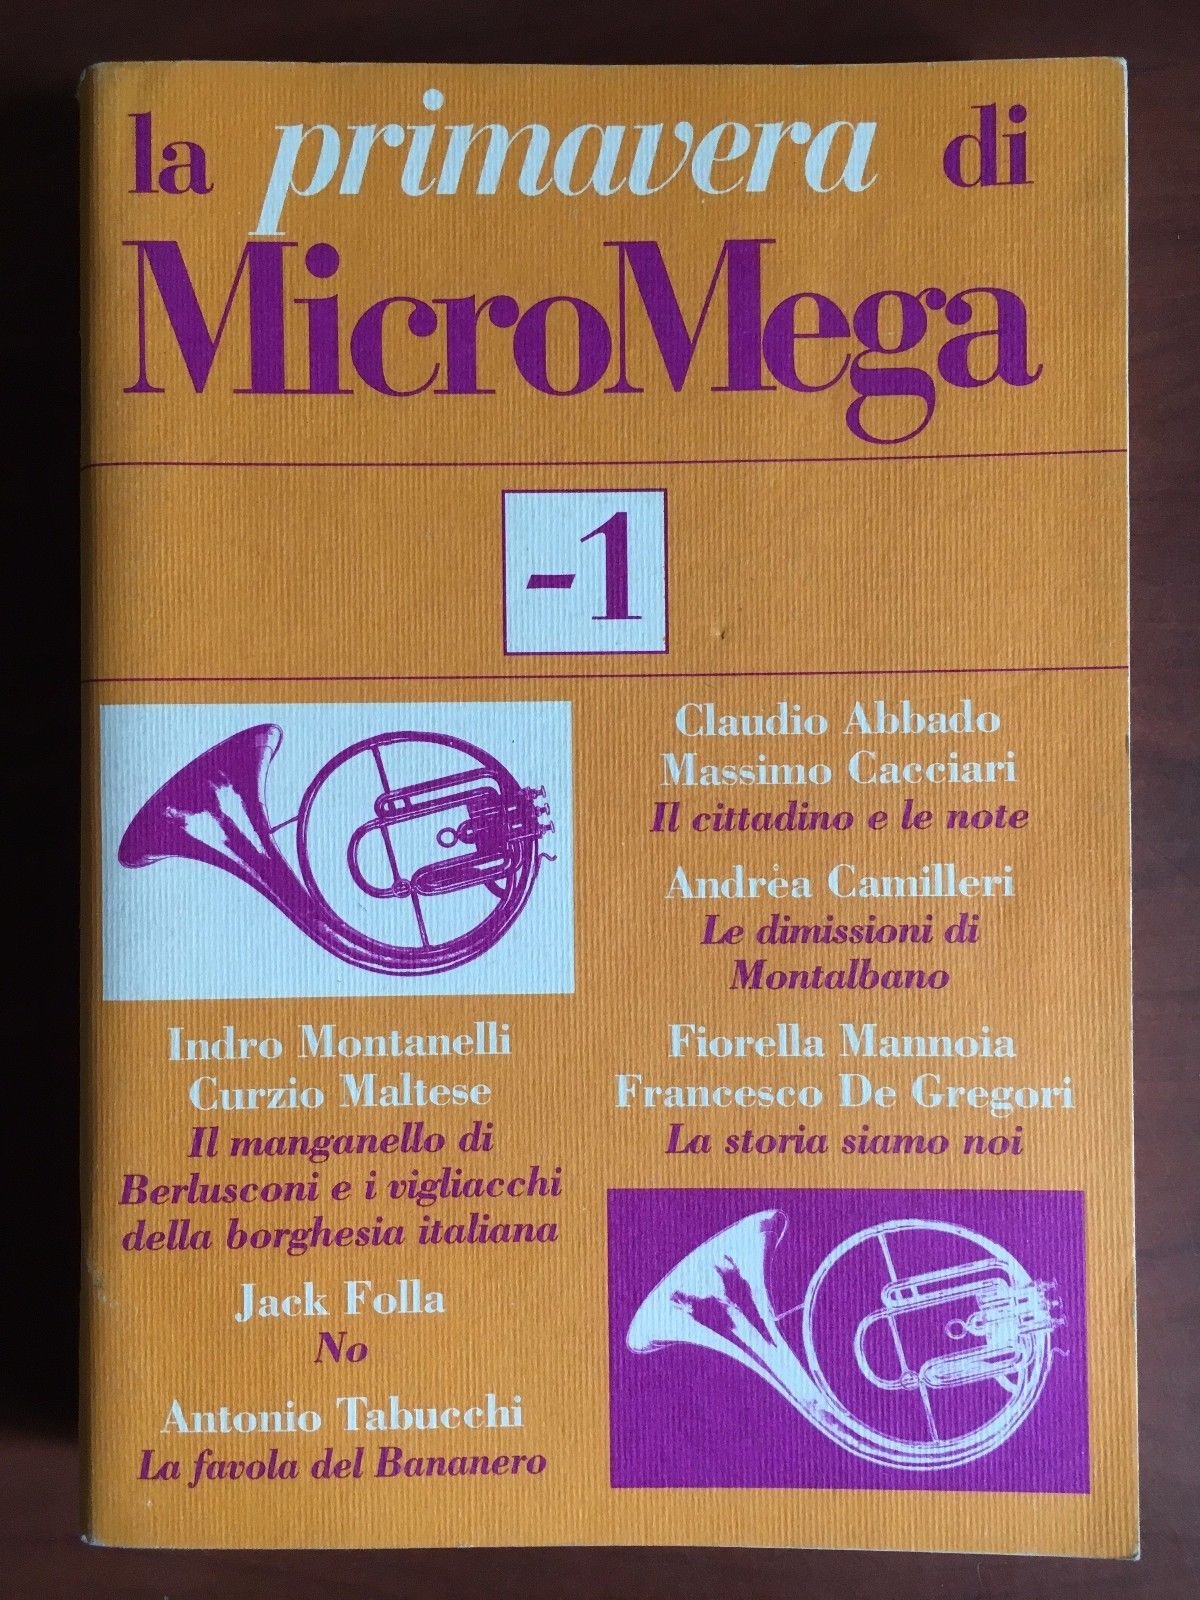 la primavera di
MicroMega
-1
Claudio Abbado
Massimo Cacciari
Il cittadino e le note
Andrea Camilleri
Le dimissioni di
Montalbano
Indro Montanelli
Curzio Maltese
Il manganello di
Berlusconi e i vigliacchi
della borghesia italiana
Jack Folla
No
Antonio Tabucchi
La favola del Bananero
Fiorella Mannoia
Francesco De Gregori
La storia siamo noi